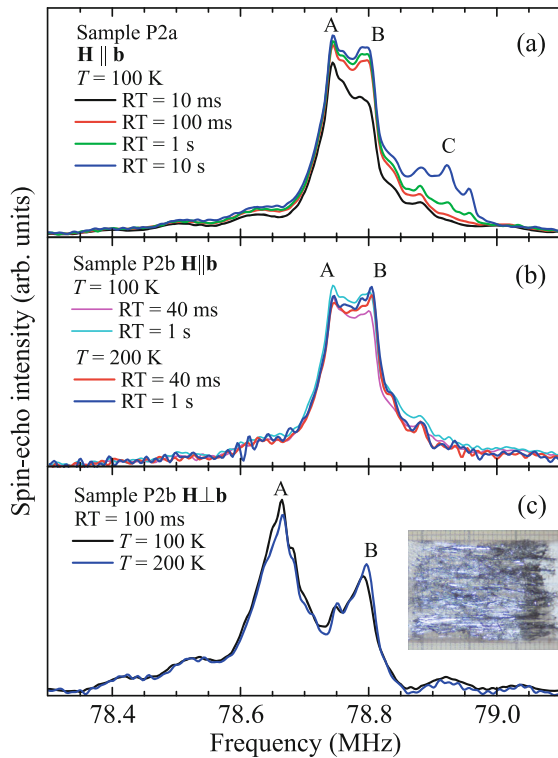 Spin-echo intensity (arb. units)
(a)
Sample P2a
H || b
T = 100 K
RT = 10 ms
RT = 100 ms
RT = 1 s
RT = 10 s
A
B
C
(b)
Sample P2b H||b
T = 100 K
RT = 40 ms
RT = 1 s
T = 200 K
RT = 40 ms
RT = 1 s
A
B
(c)
Sample P2b H⊥b
RT = 100 ms
T = 100 K
T = 200 K
A
B
78.4 78.6 78.8 79.0
Frequency (MHz)